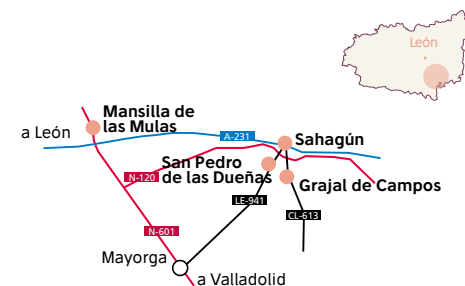 León
Mansilla de
las Mulas
a León
A-231
Sahagún
San Pedro
de las Dueñas
N-120
Grajal de Campos
LE-941
CL-613
N-601
Mayorga
a Valladolid